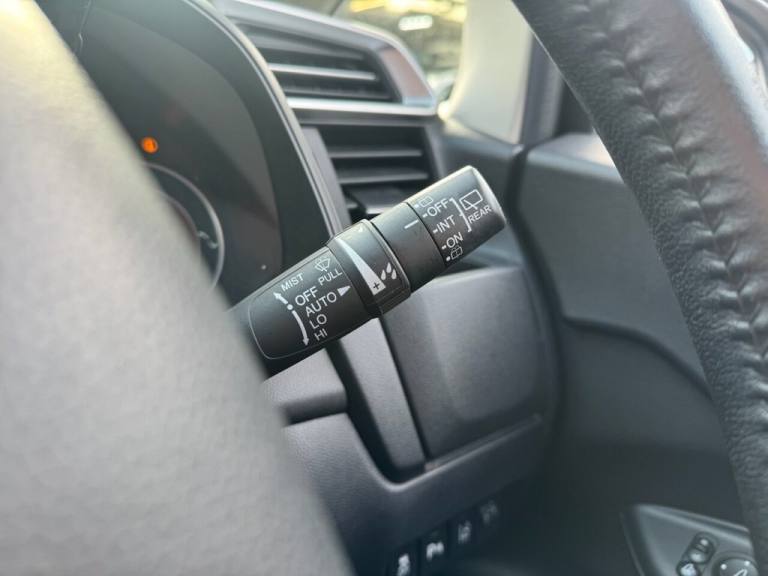 MIST
PULL
OFF
AUTO
LO
HI
OFF
INT
ON
REAR